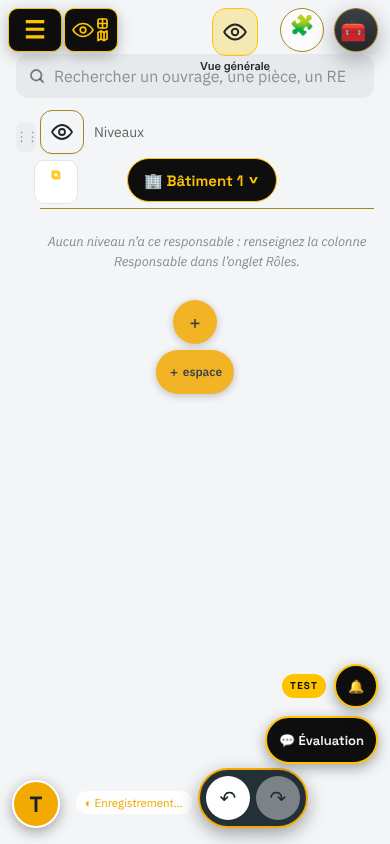 Vue générale
Rechercher un ouvrage, une pièce, un RE
Niveaux
Bâtiment 1
Aucun niveau n'a ce responsable : renseignez la colonne
Responsable dans l'onglet Rôles.
+
+ espace
TEST
Évaluation
T
Enregistrement…